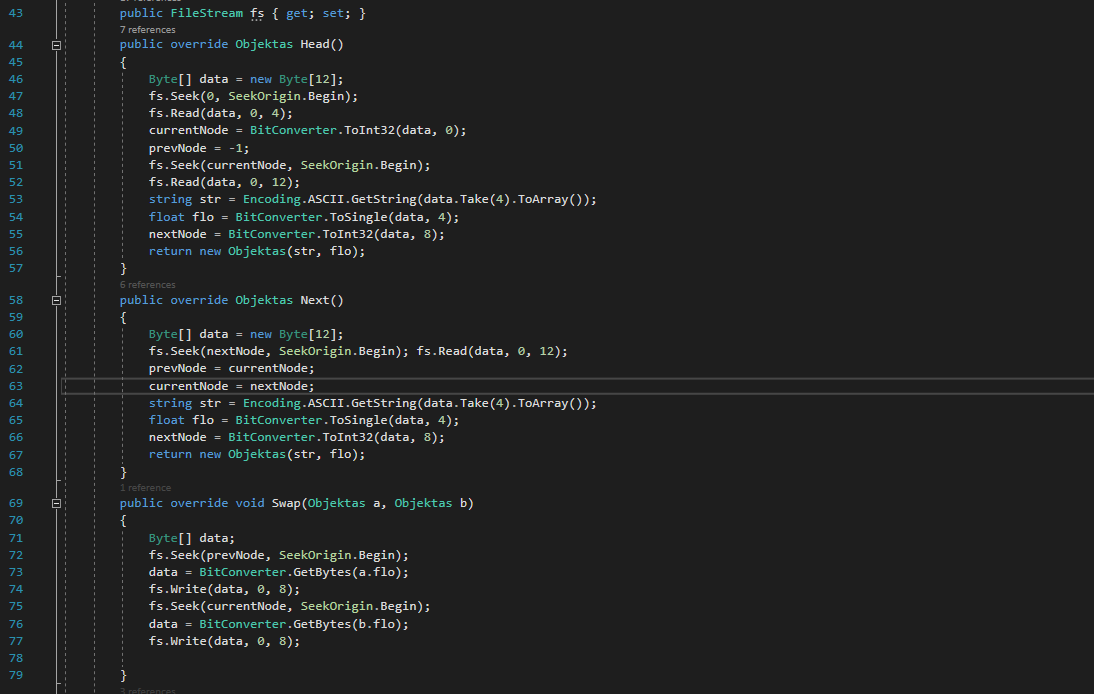 43 public FileStream fs { get; set; }
7 references
44 public override Objektas Head()
45 {
46 Byte[] data = new Byte[12];
47 fs.Seek(0, SeekOrigin.Begin);
48 fs.Read(data, 0, 4);
49 currentNode = BitConverter.ToInt32(data, 0);
50 prevNode = -1;
51 fs.Seek(currentNode, SeekOrigin.Begin);
52 fs.Read(data, 0, 12);
53 string str = Encoding.ASCII.GetString(data.Take(4).ToArray());
54 float flo = BitConverter.ToSingle(data, 4);
55 nextNode = BitConverter.ToInt32(data, 8);
56 return new Objektas(str, flo);
57 }
6 references
58 public override Objektas Next()
59 {
60 Byte[] data = new Byte[12];
61 fs.Seek(nextNode, SeekOrigin.Begin); fs.Read(data, 0, 12);
62 prevNode = currentNode;
63 currentNode = nextNode;
64 string str = Encoding.ASCII.GetString(data.Take(4).ToArray());
65 float flo = BitConverter.ToSingle(data, 4);
66 nextNode = BitConverter.ToInt32(data, 8);
67 return new Objektas(str, flo);
68 }
1 reference
69 public override void Swap(Objektas a, Objektas b)
70 {
71 Byte[] data;
72 fs.Seek(prevNode, SeekOrigin.Begin);
73 data = BitConverter.GetBytes(a.flo);
74 fs.Write(data, 0, 8);
75 fs.Seek(currentNode, SeekOrigin.Begin);
76 data = BitConverter.GetBytes(b.flo);
77 fs.Write(data, 0, 8);
78
79 }
3 references